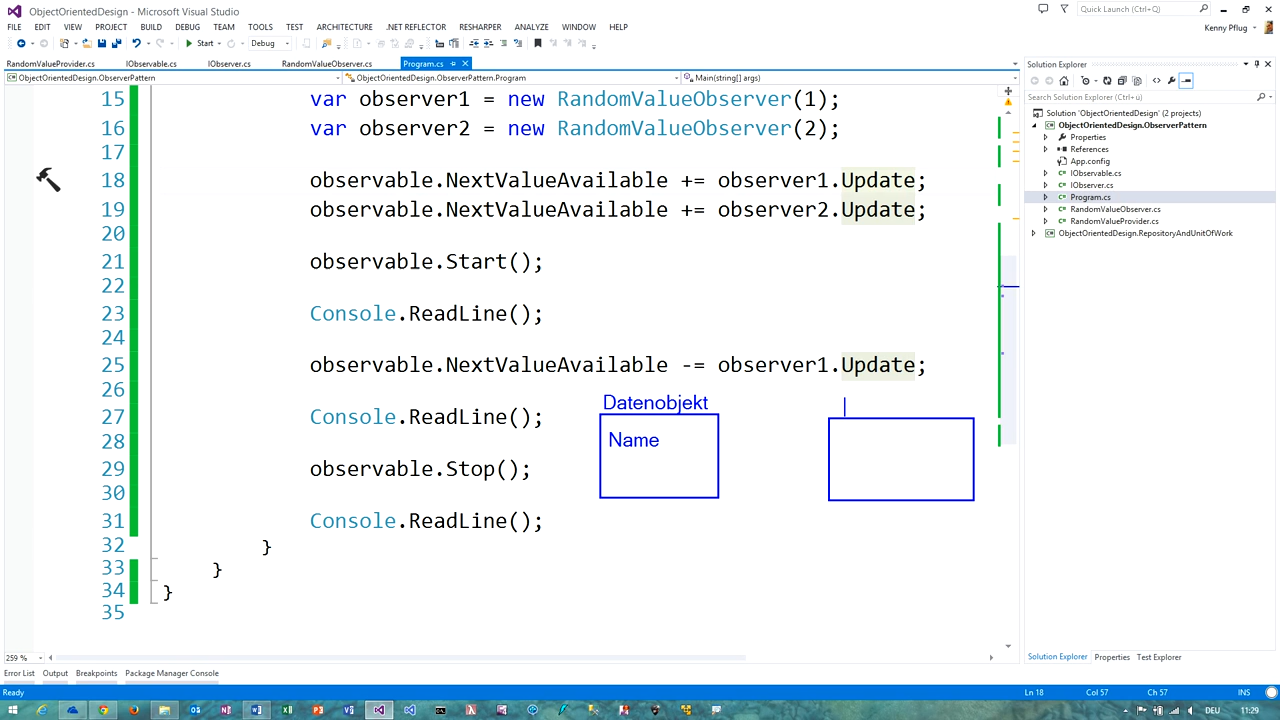 ObjectOrientedDesign - Microsoft Visual Studio
Quick Launch (Ctrl+Q)
FILE EDIT VIEW PROJECT BUILD DEBUG TEAM TOOLS TEST ARCHITECTURE .NET REFLECTOR RESHARPER ANALYZE WINDOW HELP
Kenny Pflug
Start Debug
RandomValueProvider.cs IObservable.cs IObserver.cs RandomValueObserver.cs Program.cs
ObjectOrientedDesign.ObserverPattern ObjectOrientedDesign.ObserverPattern.Program Main(string[] args)
15 var observer1 = new RandomValueObserver(1);
16 var observer2 = new RandomValueObserver(2);
17
18 observable.NextValueAvailable += observer1.Update;
19 observable.NextValueAvailable += observer2.Update;
20
21 observable.Start();
22
23 Console.ReadLine();
24
25 observable.NextValueAvailable -= observer1.Update;
26
Datenobjekt
27 Console.ReadLine();
Name
28
29 observable.Stop();
30
31 Console.ReadLine();
32 }
33 }
34 }
35
259 %
Solution Explorer
Search Solution Explorer (Ctrl+ü)
Solution 'ObjectOrientedDesign' (2 projects)
ObjectOrientedDesign.ObserverPattern
Properties
References
App.config
IObservable.cs
IObserver.cs
Program.cs
RandomValueObserver.cs
RandomValueProvider.cs
ObjectOrientedDesign.RepositoryAndUnitOfWork
Solution Explorer Properties Test Explorer
Error List Output Breakpoints Package Manager Console
Ready Ln 18 Col 57 Ch 57 INS
DEU 11:29